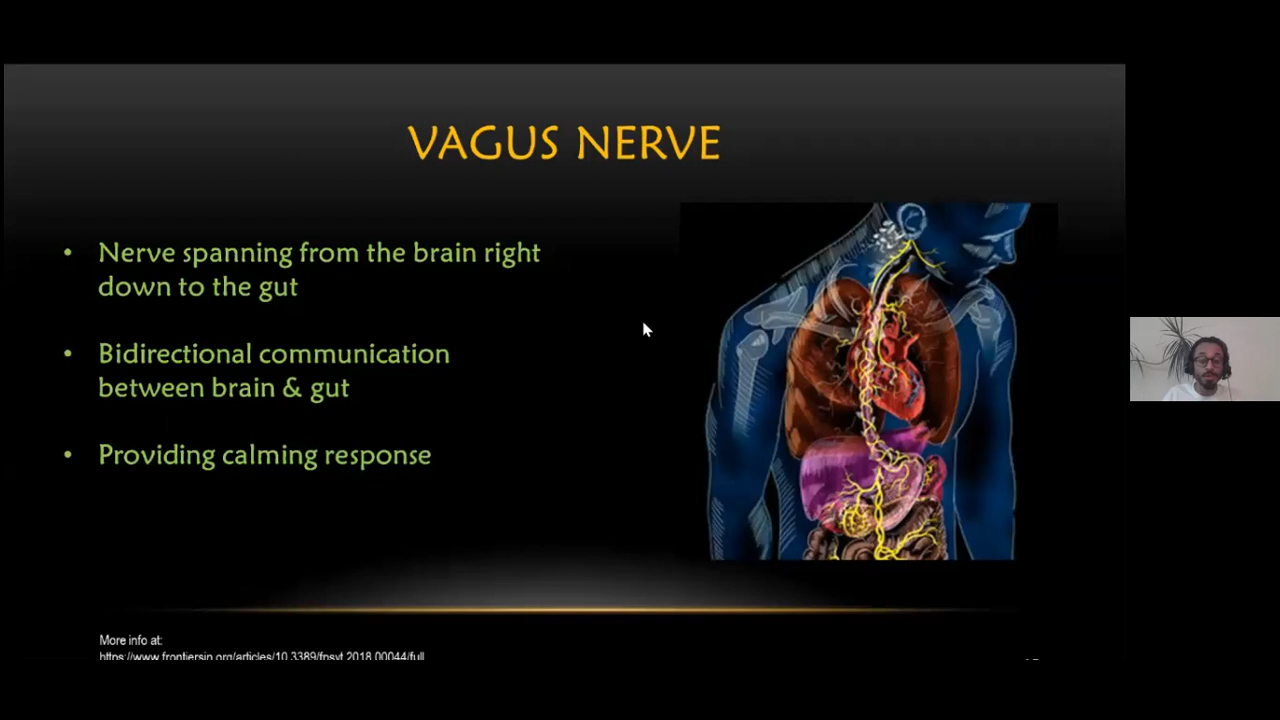 VAGUS NERVE
• Nerve spanning from the brain right
down to the gut
• Bidirectional communication
between brain & gut
• Providing calming response
More info at:
https://www.frontiersin.org/articles/10.3389/fpsyt.2018.00044/full